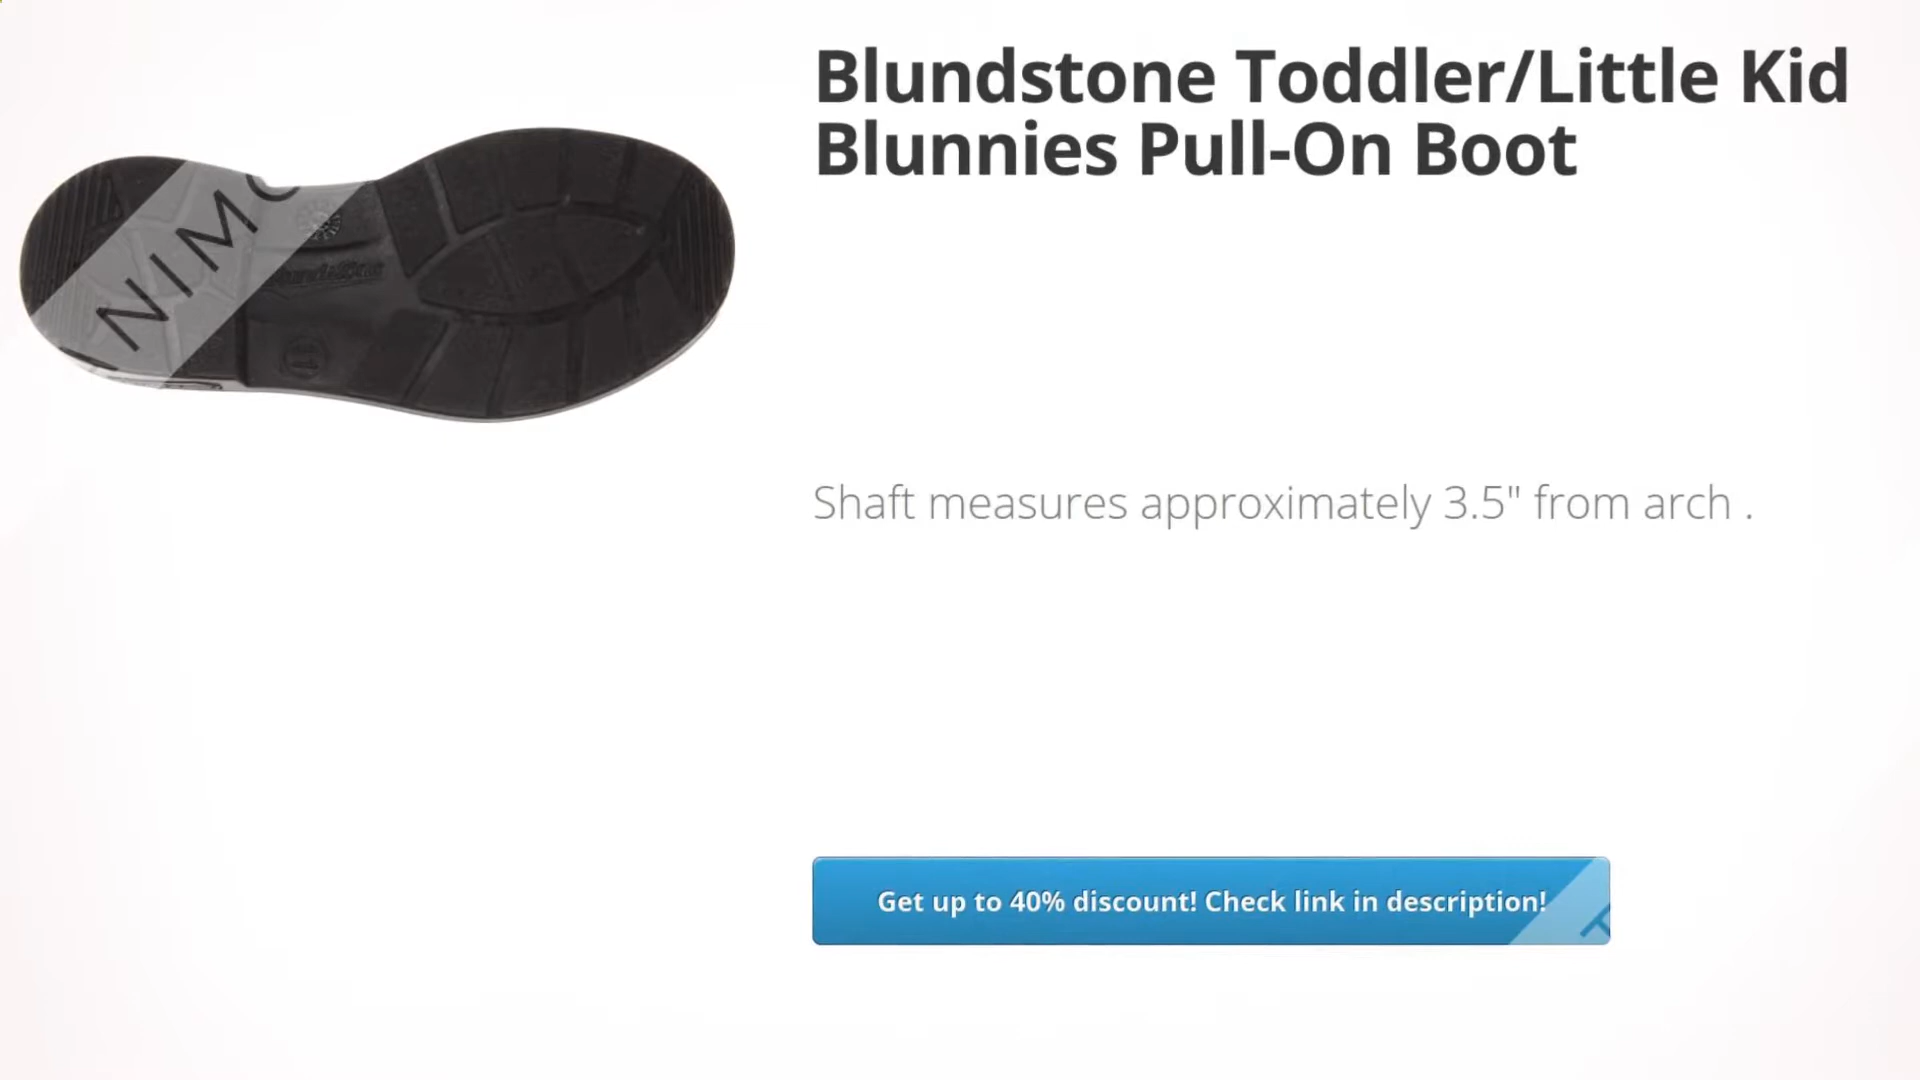 Blundstone Toddler/Little Kid
Blunnies Pull-On Boot
NIMO
Shaft measures approximately 3.5" from arch .
Get up to 40% discount! Check link in description!